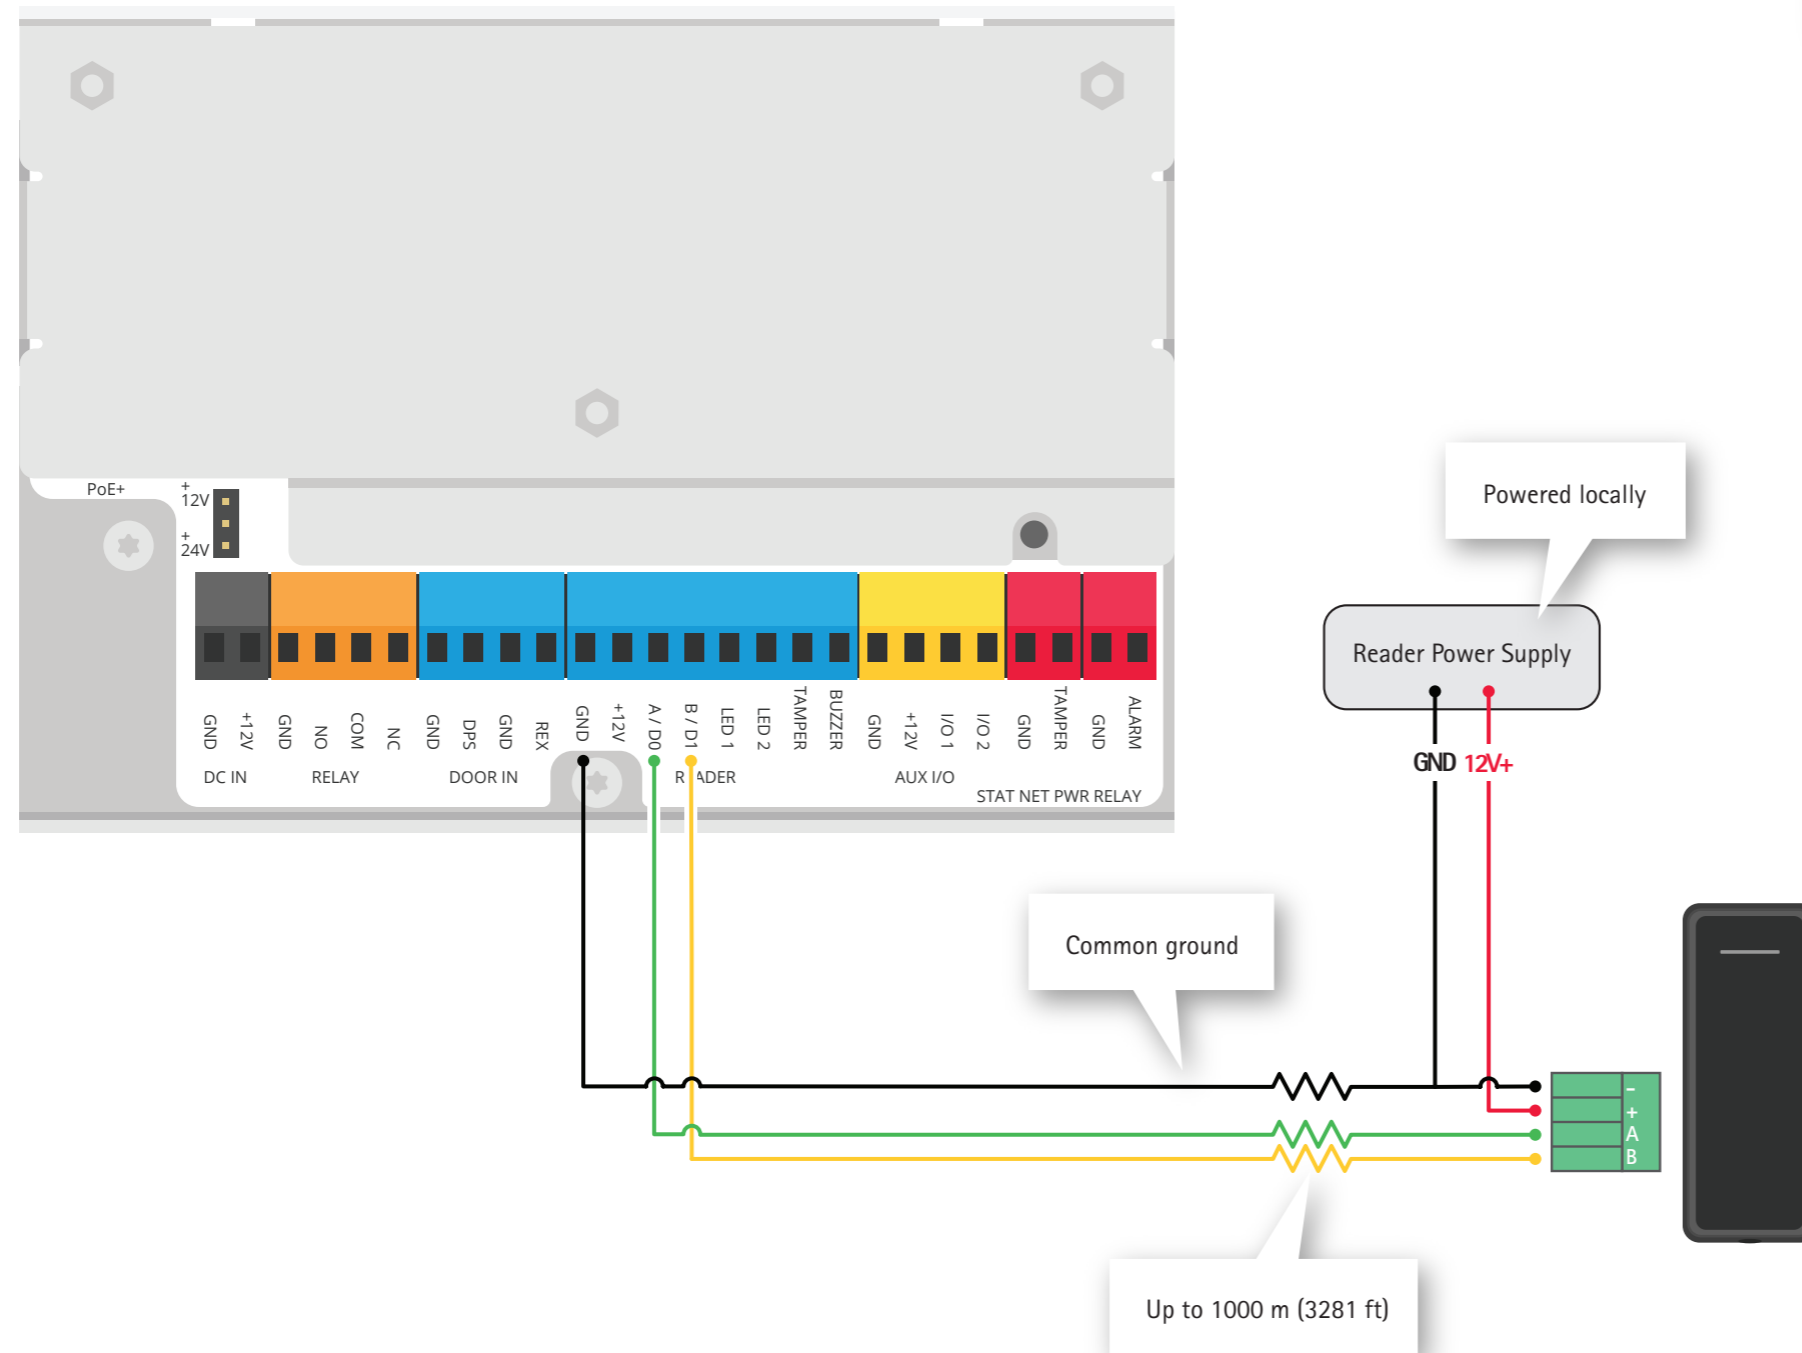 PoE+
+
12V
+
24V
GND
+12V
GND
NO
COM
NC
GND
DPS
GND
REX
GND
+12V
A / D0
B / D1
LED 1
LED 2
TAMPER
BUZZER
GND
+12V
I/O 1
I/O 2
GND
TAMPER
GND
ALARM
DC IN
RELAY
DOOR IN
R ADER
AUX I/O
STAT NET PWR RELAY
Powered locally
Reader Power Supply
GND 12V+
Common ground
-
+
A
B
Up to 1000 m (3281 ft)